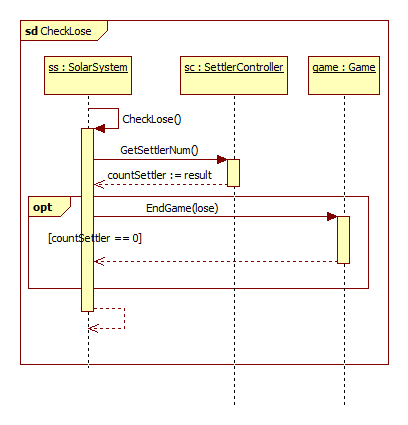 sd CheckLose
ss : SolarSystem
sc : SettlerController
game : Game
CheckLose()
GetSettlerNum()
countSettler := result
opt
EndGame(lose)
[countSettler == 0]